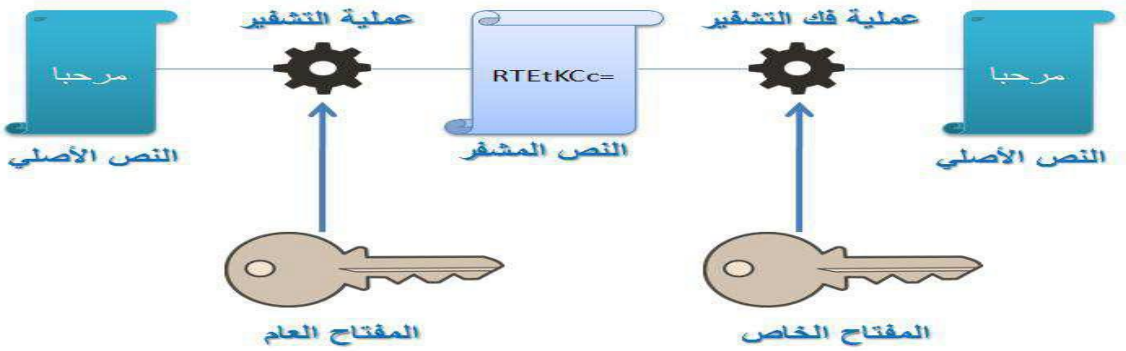 عملية التشفير
عملية فك التشفير
مرحبا
RTEtKCc=
مرحبا
النص الأصلي
النص المشفر
النص الأصلي
المفتاح العام
المفتاح الخاص